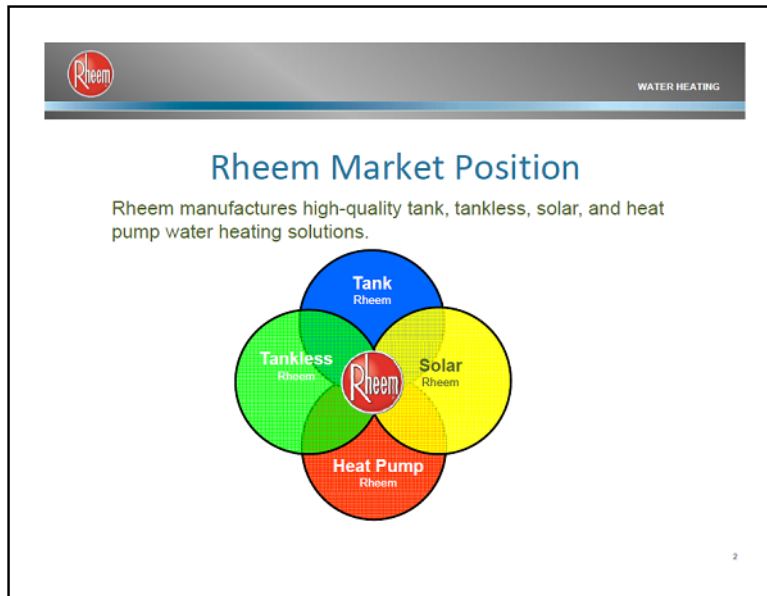 Rheem
WATER HEATING
Rheem Market Position
Rheem manufactures high-quality tank, tankless, solar, and heat
pump water heating solutions.
Tank
Rheem
Tankless
Rheem
Rheem
Solar
Rheem
Heat Pump
Rheem
2